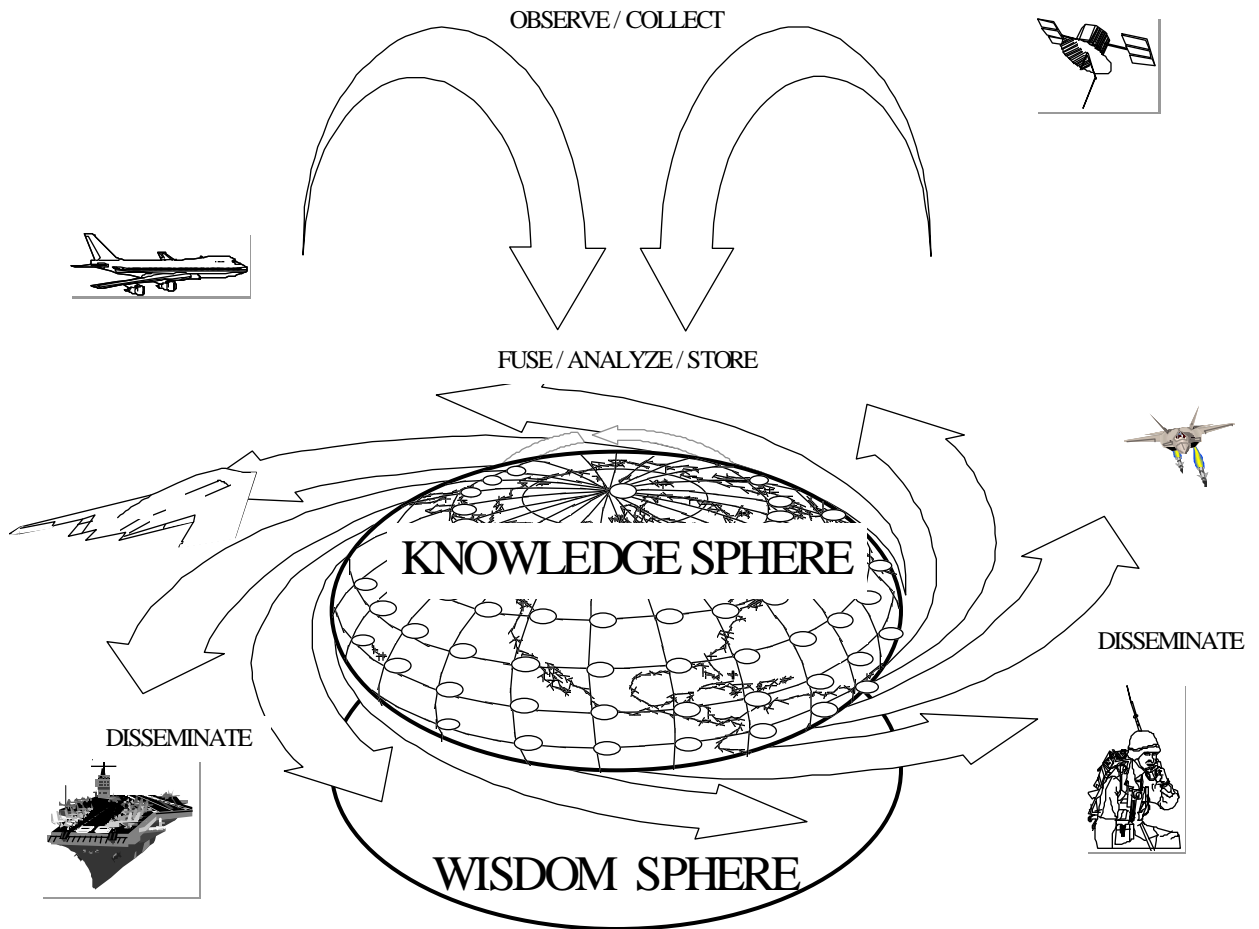 OBSERVE / COLLECT
FUSE / ANALYZE / STORE
KNOWLEDGE SPHERE
DISSEMINATE
DISSEMINATE
WISDOM SPHERE